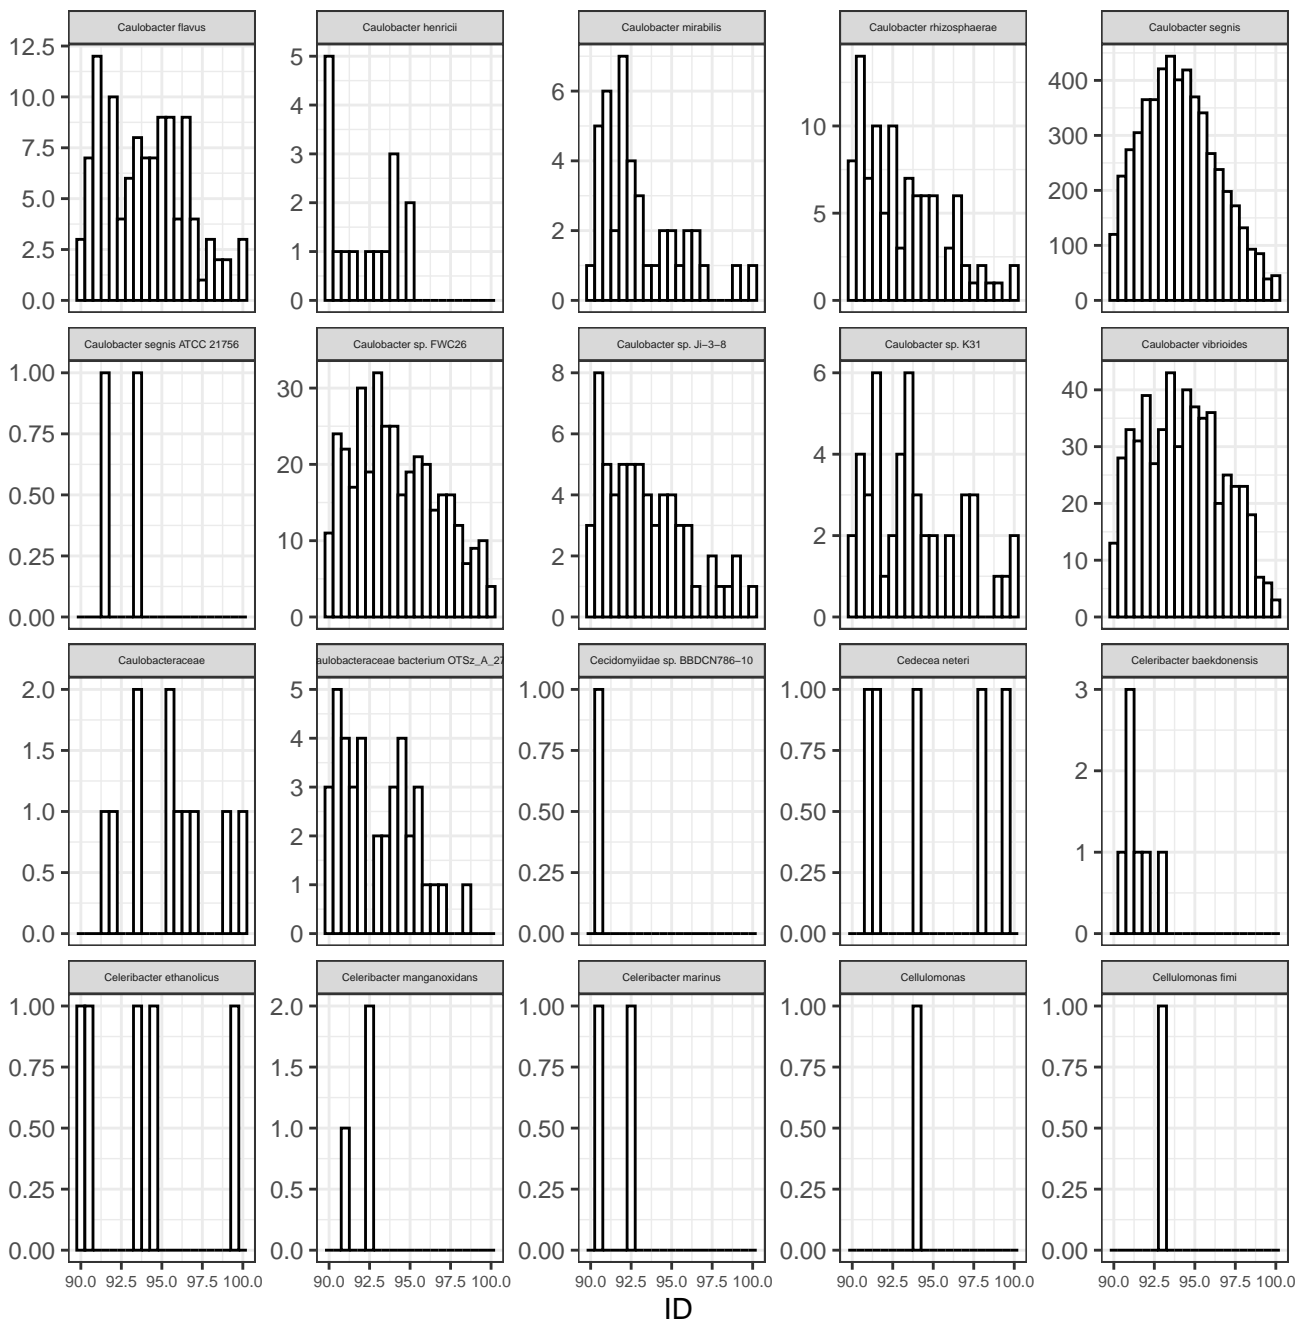 Caulobacter flavus Caulobacter henricii Caulobacter mirabilis Caulobacter rhizosphaerae Caulobacter segnis
12.5 10.0 7.5 5.0 2.5 0.0
5 4 3 2 1 0
6 4 2 0
10 5 0
400 300 200 100 0
Caulobacter segnis ATCC 21756 Caulobacter sp. FWC26 Caulobacter sp. Ji−3−8 Caulobacter sp. K31 Caulobacter vibrioides
1.00 0.75 0.50 0.25 0.00
30 20 10 0
8 6 4 2 0
6 4 2 0
40 30 20 10 0
Caulobacteraceae aulobacteraceae bacterium OTSz_A_27 Cecidomyiidae sp. BBDCN786−10 Cedecea neteri Celeribacter baekdonensis
2.0 1.5 1.0 0.5 0.0
5 4 3 2 1 0
1.00 0.75 0.50 0.25 0.00
1.00 0.75 0.50 0.25 0.00
3 2 1 0
Celeribacter ethanolicus Celeribacter manganoxidans Celeribacter marinus Cellulomonas Cellulomonas fimi
1.00 0.75 0.50 0.25 0.00
2.0 1.5 1.0 0.5 0.0
1.00 0.75 0.50 0.25 0.00
1.00 0.75 0.50 0.25 0.00
1.00 0.75 0.50 0.25 0.00
90.0 92.5 95.0 97.5 100.0 90.0 92.5 95.0 97.5 100.0 90.0 92.5 95.0 97.5 100.0 90.0 92.5 95.0 97.5 100.0 90.0 92.5 95.0 97.5 100.0
ID